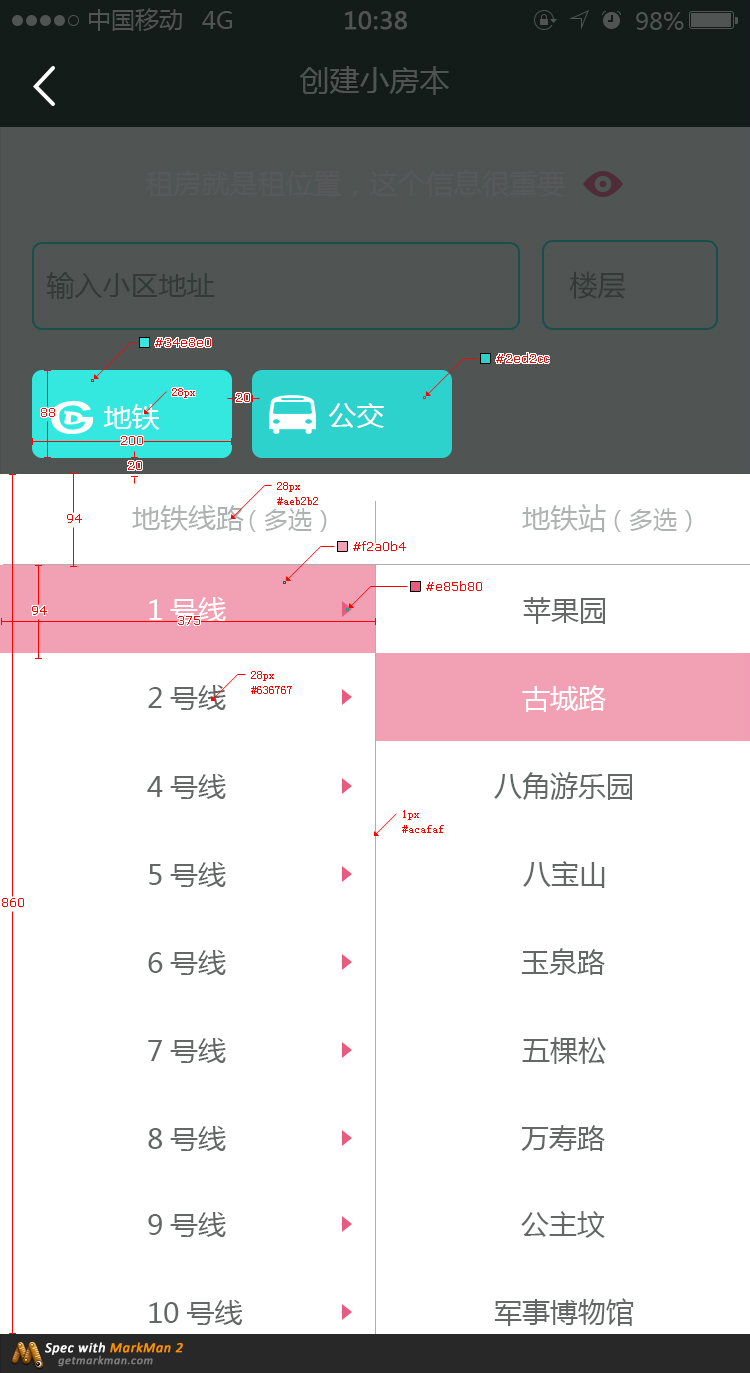 中国移动 4G 10:38 98%
创建小房本
租房就是租位置，这个信息很重要
输入小区地址 楼层
#34e8e0
#2ed2cc
28px
88 地铁 20 公交
200
20
28px
#aeb2b2
94
地铁线路（多选） 地铁站（多选）
#f2a0b4
#e85b80
94
1 号线 苹果园
375
28px
#636767
2 号线 古城路
4 号线 八角游乐园
1px
#acafaf
5 号线 八宝山
860
6 号线 玉泉路
7 号线 五棵松
8 号线 万寿路
9 号线 公主坟
10 号线 军事博物馆
Spec with MarkMan 2
getmarkman.com